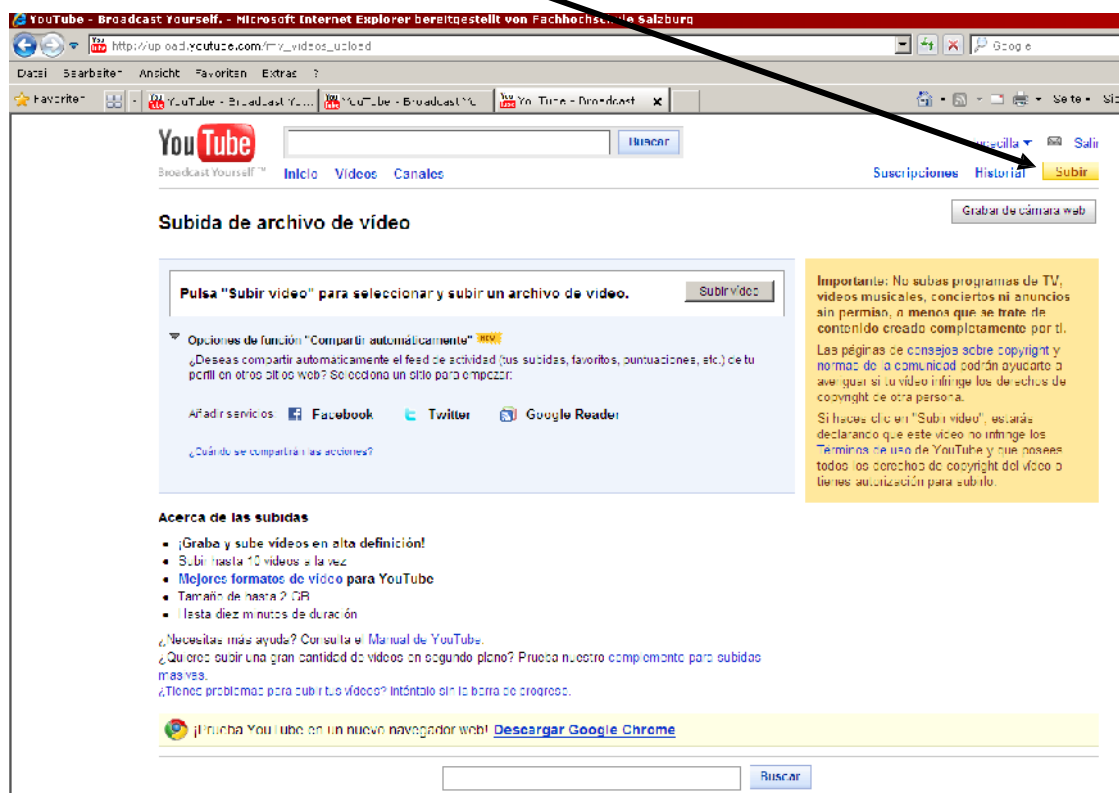 YouTube - Broadcast Yourself. - Microsoft Internet Explorer bereitgestellt von Fachhochschule Salzburg
http://upload.youtube.com/my_videos_upload
Google
Datei Bearbeiten Ansicht Favoriten Extras ?
Favoriten YouTube - Broadcast Yo... YouTube - Broadcast Yo... YouTube - Broadcast ... Seite
YouTube Buscar Salir
Broadcast Yourself™ Inicio Vídeos Canales Suscripciones Historial Subir
Subida de archivo de vídeo
Grabar de cámara web
Pulsa "Subir vídeo" para seleccionar y subir un archivo de vídeo. Subir vídeo
Opciones de función "Compartir automáticamente" NEW
¿Deseas compartir automáticamente el feed de actividad (tus subidas, favoritos, puntuaciones, etc.) de tu
perfil en otros sitios web? Selecciona un sitio para empezar:
Añadir servicios: Facebook Twitter Google Reader
¿Cuándo se compartirán las acciones?
Importante: No subas programas de TV,
vídeos musicales, conciertos ni anuncios
sin permiso, a menos que se trate de
contenido creado completamente por ti.
Las páginas de consejos sobre copyright y
normas de la comunidad podrán ayudarte a
averiguar si tu vídeo infringe los derechos de
copyright de otra persona.
Si haces clic en "Subir vídeo", estarás
declarando que este vídeo no infringe los
Términos de uso de YouTube y que posees
todos los derechos de copyright del vídeo o
tienes autorización para subirlo.
Acerca de las subidas
¡Graba y sube vídeos en alta definición!
Subir hasta 10 vídeos a la vez
Mejores formatos de vídeo para YouTube
Tamaño de hasta 2 GB
Hasta diez minutos de duración
¿Necesitas más ayuda? Consulta el Manual de YouTube.
¿Quieres subir una gran cantidad de vídeos en segundo plano? Prueba nuestro complemento para subidas
masivas.
¿Tienes problemas para subir tus vídeos? Inténtalo sin la barra de progreso.
¡Prueba YouTube en un nuevo navegador web! Descargar Google Chrome
Buscar